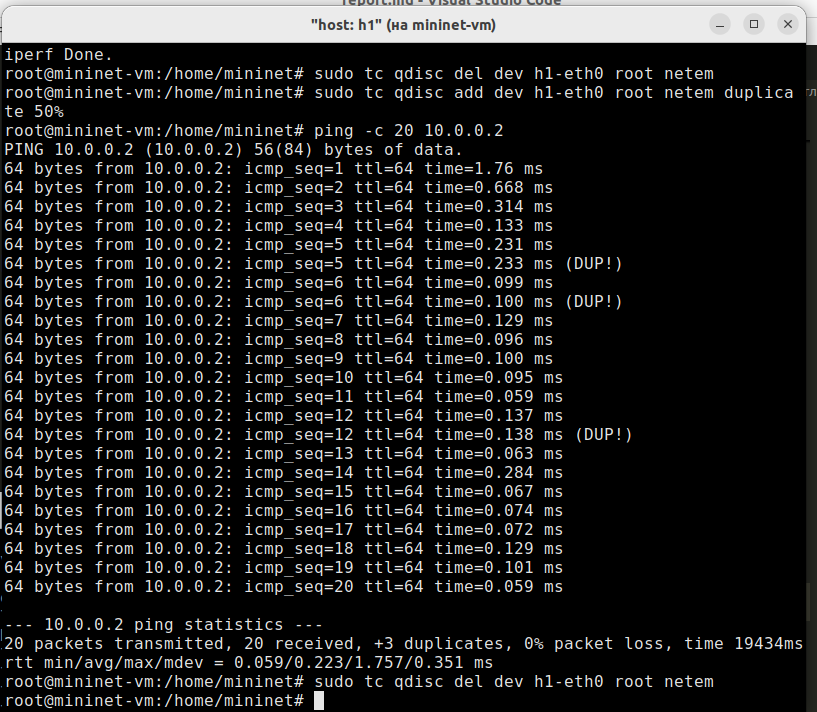 report.md - Visual Studio Code
"host: h1" (на mininet-vm)
iperf Done.
root@mininet-vm:/home/mininet# sudo tc qdisc del dev h1-eth0 root netem
root@mininet-vm:/home/mininet# sudo tc qdisc add dev h1-eth0 root netem duplica
te 50%
root@mininet-vm:/home/mininet# ping -c 20 10.0.0.2
PING 10.0.0.2 (10.0.0.2) 56(84) bytes of data.
64 bytes from 10.0.0.2: icmp_seq=1 ttl=64 time=1.76 ms
64 bytes from 10.0.0.2: icmp_seq=2 ttl=64 time=0.668 ms
64 bytes from 10.0.0.2: icmp_seq=3 ttl=64 time=0.314 ms
64 bytes from 10.0.0.2: icmp_seq=4 ttl=64 time=0.133 ms
64 bytes from 10.0.0.2: icmp_seq=5 ttl=64 time=0.231 ms
64 bytes from 10.0.0.2: icmp_seq=5 ttl=64 time=0.233 ms (DUP!)
64 bytes from 10.0.0.2: icmp_seq=6 ttl=64 time=0.099 ms
64 bytes from 10.0.0.2: icmp_seq=6 ttl=64 time=0.100 ms (DUP!)
64 bytes from 10.0.0.2: icmp_seq=7 ttl=64 time=0.129 ms
64 bytes from 10.0.0.2: icmp_seq=8 ttl=64 time=0.096 ms
64 bytes from 10.0.0.2: icmp_seq=9 ttl=64 time=0.100 ms
64 bytes from 10.0.0.2: icmp_seq=10 ttl=64 time=0.095 ms
64 bytes from 10.0.0.2: icmp_seq=11 ttl=64 time=0.059 ms
64 bytes from 10.0.0.2: icmp_seq=12 ttl=64 time=0.137 ms
64 bytes from 10.0.0.2: icmp_seq=12 ttl=64 time=0.138 ms (DUP!)
64 bytes from 10.0.0.2: icmp_seq=13 ttl=64 time=0.063 ms
64 bytes from 10.0.0.2: icmp_seq=14 ttl=64 time=0.284 ms
64 bytes from 10.0.0.2: icmp_seq=15 ttl=64 time=0.067 ms
64 bytes from 10.0.0.2: icmp_seq=16 ttl=64 time=0.074 ms
64 bytes from 10.0.0.2: icmp_seq=17 ttl=64 time=0.072 ms
64 bytes from 10.0.0.2: icmp_seq=18 ttl=64 time=0.129 ms
64 bytes from 10.0.0.2: icmp_seq=19 ttl=64 time=0.101 ms
64 bytes from 10.0.0.2: icmp_seq=20 ttl=64 time=0.059 ms
--- 10.0.0.2 ping statistics ---
20 packets transmitted, 20 received, +3 duplicates, 0% packet loss, time 19434ms
rtt min/avg/max/mdev = 0.059/0.223/1.757/0.351 ms
root@mininet-vm:/home/mininet# sudo tc qdisc del dev h1-eth0 root netem
root@mininet-vm:/home/mininet#